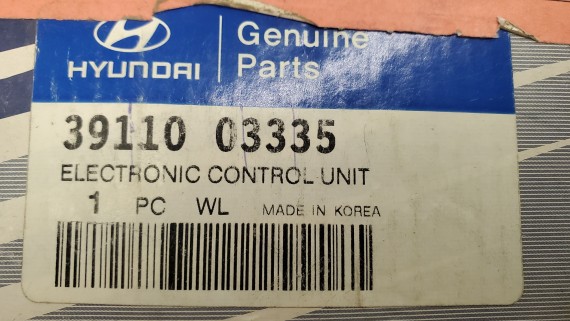 HYUNDAI
Genuine
Parts
39110 03335
ELECTRONIC CONTROL UNIT
1 PC WL MADE IN KOREA